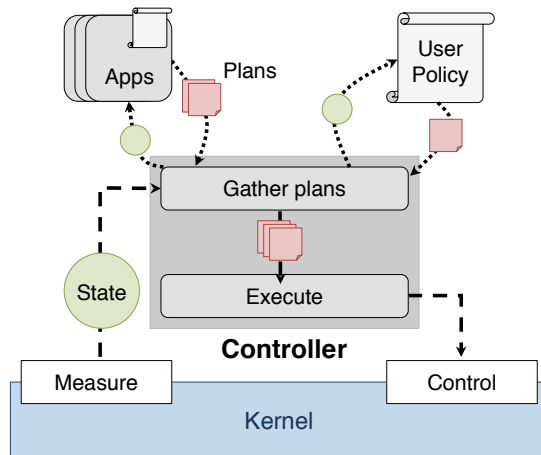 Apps
Plans
User
Policy
Gather plans
State
Execute
Controller
Measure
Control
Kernel